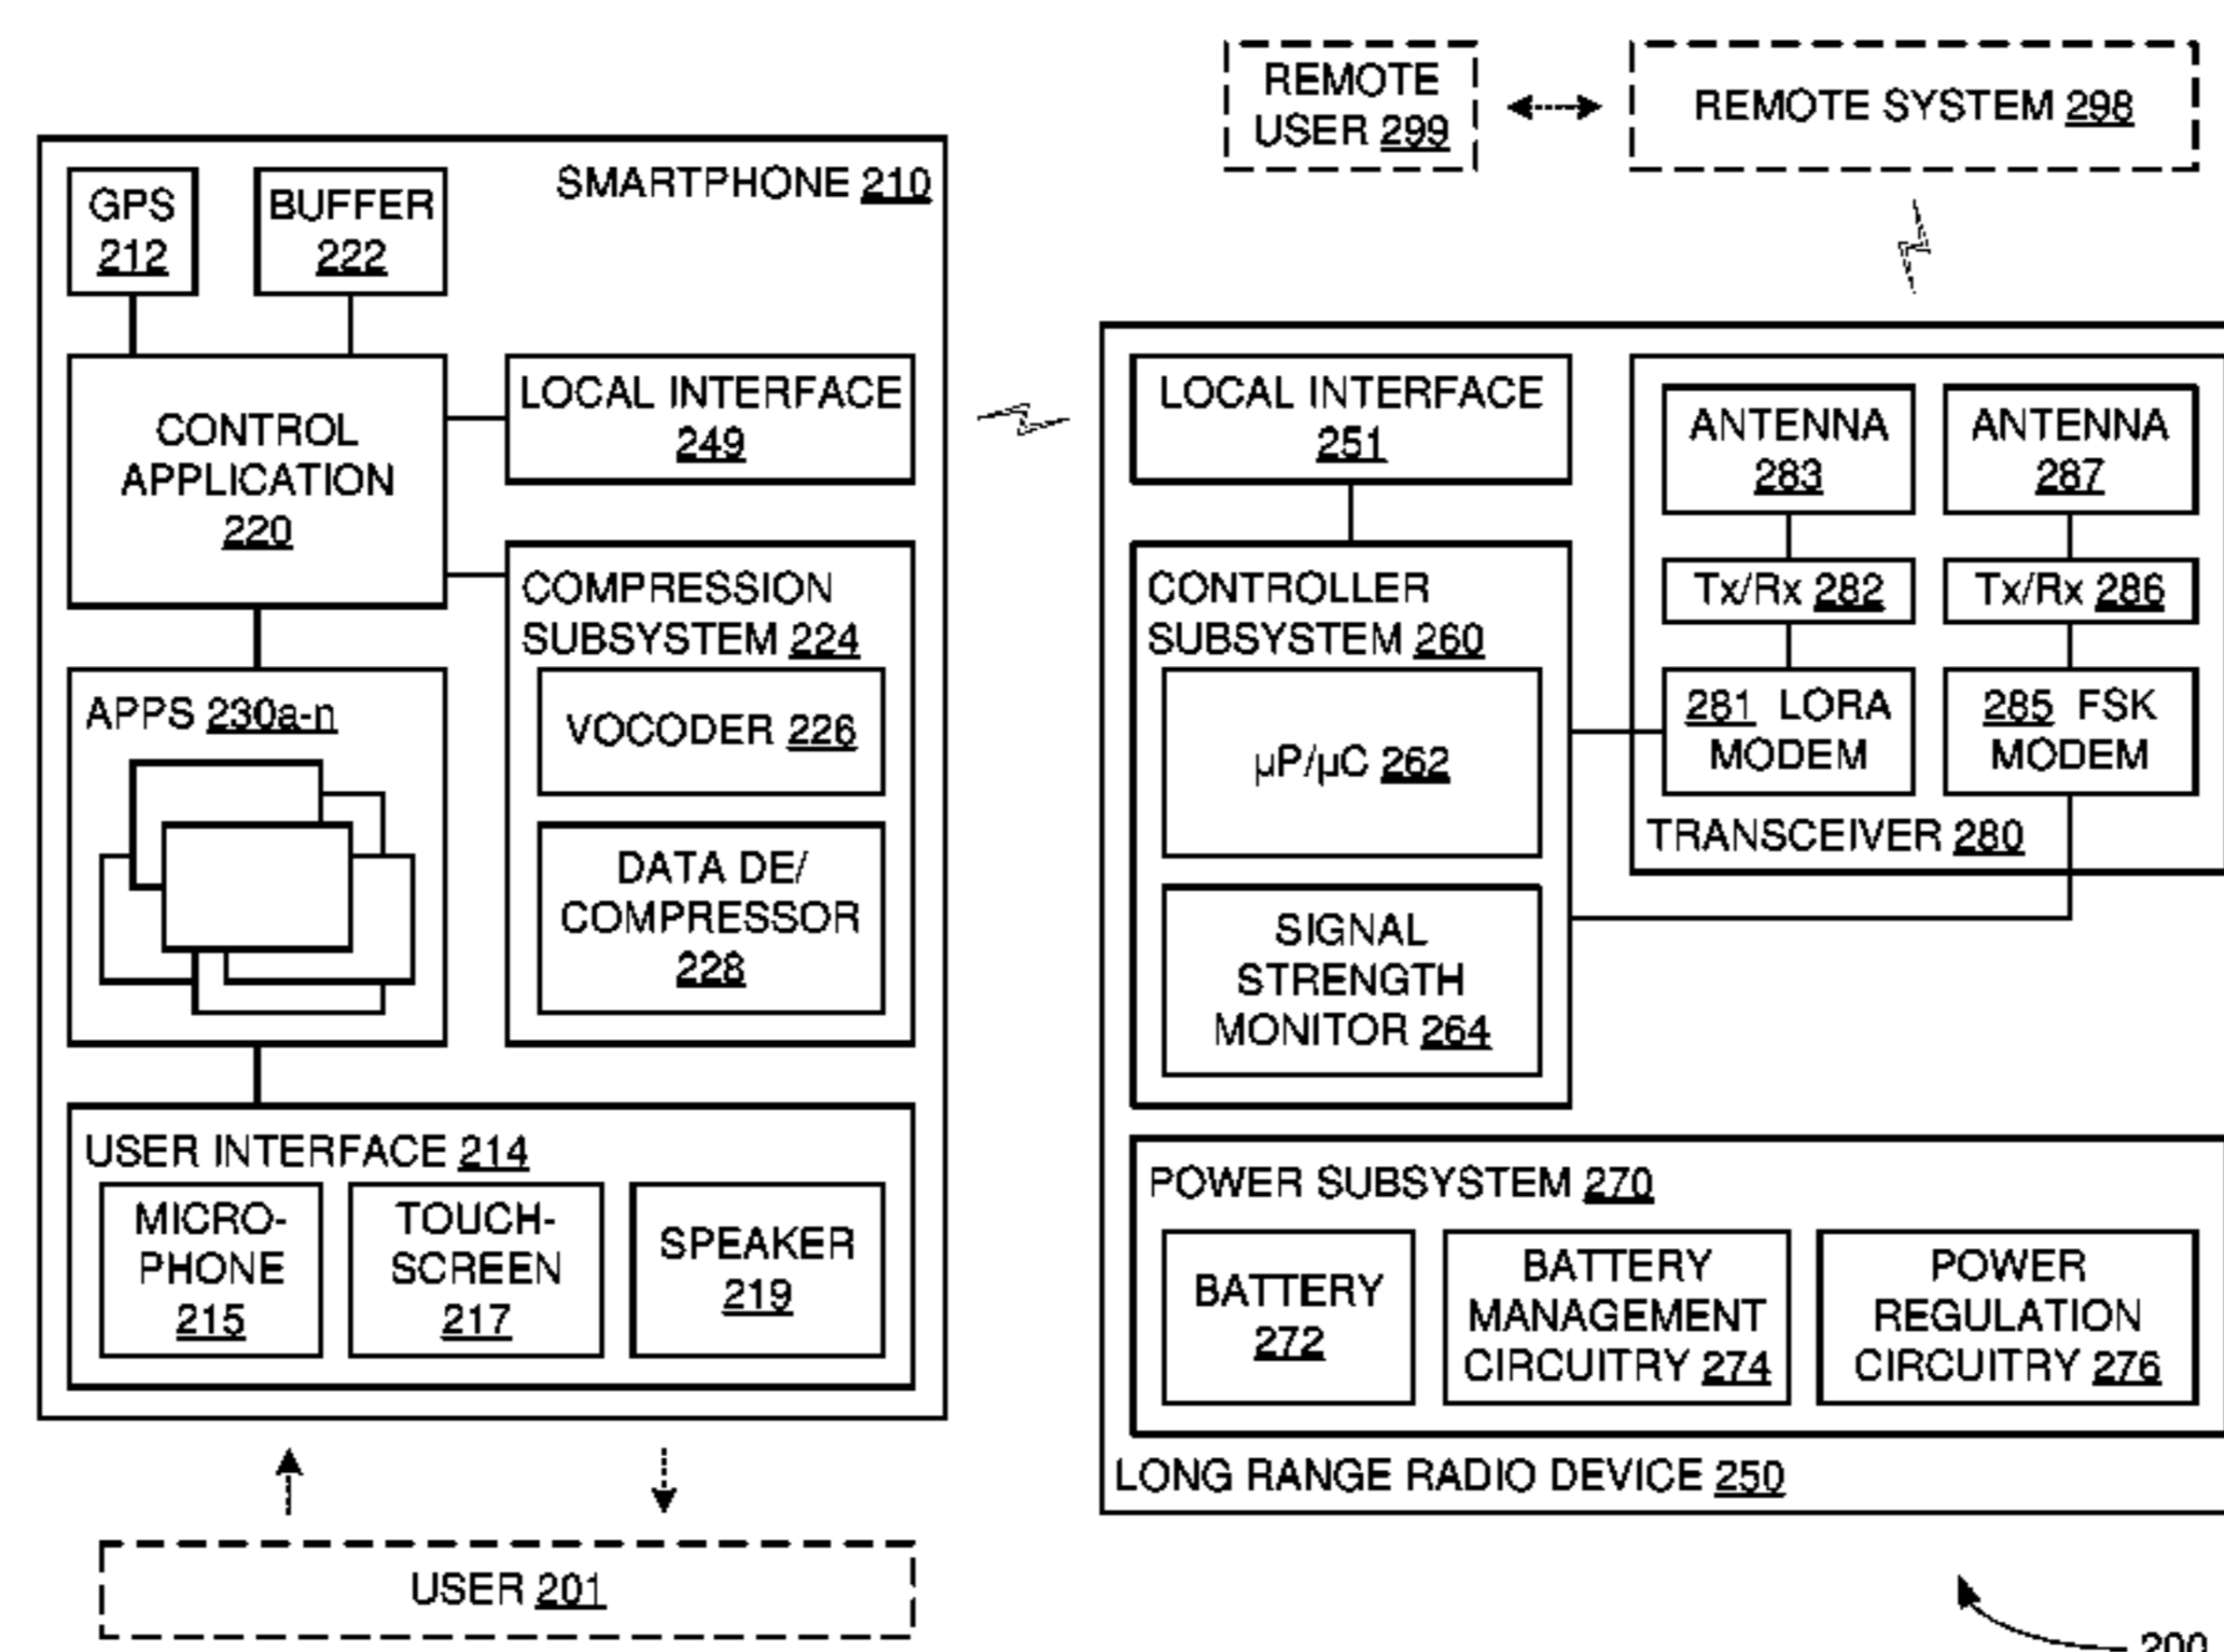 REMOTE
USER 299
REMOTE SYSTEM 298
SMARTPHONE 210
GPS
212
BUFFER
222
CONTROL
APPLICATION
220
LOCAL INTERFACE
249
COMPRESSION
SUBSYSTEM 224
VOCODER 226
DATA DE/
COMPRESSOR
228
APPS 230a-n
USER INTERFACE 214
MICRO-
PHONE
215
TOUCH-
SCREEN
217
SPEAKER
219
USER 201
LOCAL INTERFACE
251
CONTROLLER
SUBSYSTEM 260
µP/µC 262
SIGNAL
STRENGTH
MONITOR 264
ANTENNA
283
ANTENNA
287
Tx/Rx 282
Tx/Rx 286
281 LORA
MODEM
285 FSK
MODEM
TRANSCEIVER 280
POWER SUBSYSTEM 270
BATTERY
272
BATTERY
MANAGEMENT
CIRCUITRY 274
POWER
REGULATION
CIRCUITRY 276
LONG RANGE RADIO DEVICE 250
200